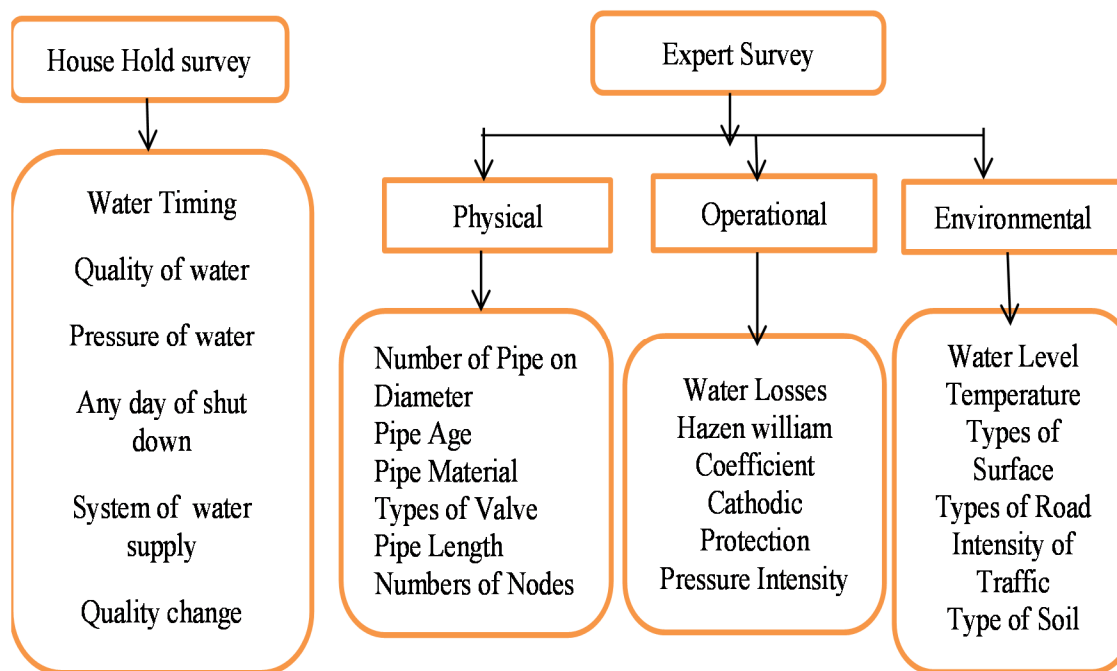 House Hold survey
Water Timing
Quality of water
Pressure of water
Any day of shut
down
System of water
supply
Quality change
Expert Survey
Physical
Number of Pipe on
Diameter
Pipe Age
Pipe Material
Types of Valve
Pipe Length
Numbers of Nodes
Operational
Water Losses
Hazen william
Coefficient
Cathodic
Protection
Pressure Intensity
Environmental
Water Level
Temperature
Types of
Surface
Types of Road
Intensity of
Traffic
Type of Soil